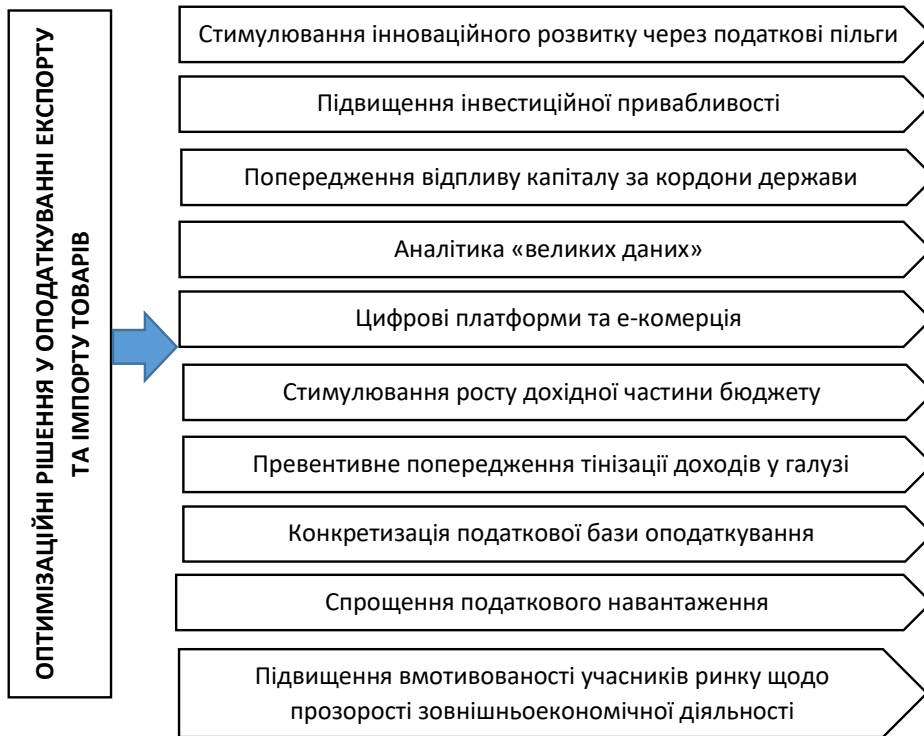 ОПТИМІЗАЦІЙНІ РІШЕННЯ У ОПОДАТКУВАННІ ЕКСПОРТУ
ТА ІМПОРТУ ТОВАРІВ
Стимулювання інноваційного розвитку через податкові пільги
Підвищення інвестиційної привабливості
Попередження відпливу капіталу за кордони держави
Аналітика «великих даних»
Цифрові платформи та е-комерція
Стимулювання росту дохідної частини бюджету
Превентивне попередження тінізації доходів у галузі
Конкретизація податкової бази оподаткування
Спрощення податкового навантаження
Підвищення вмотивованості учасників ринку щодо
прозорості зовнішньоекономічної діяльності